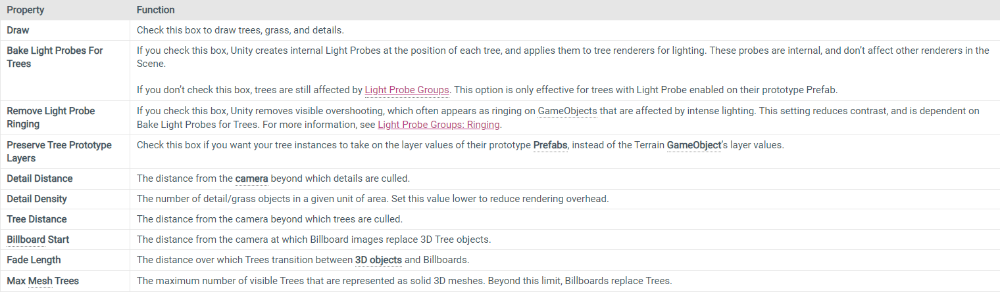 Property Function
Draw Check this box to draw trees, grass, and details.
Bake Light Probes For Trees If you check this box, Unity creates internal Light Probes at the position of each tree, and applies them to tree renderers for lighting. These probes are internal, and don’t affect other renderers in the
Scene.
If you don’t check this box, trees are still affected by Light Probe Groups. This option is only effective for trees with Light Probe enabled on their prototype Prefab.
Remove Light Probe Ringing If you check this box, Unity removes visible overshooting, which often appears as ringing on GameObjects that are affected by intense lighting. This setting reduces contrast, and is dependent on
Bake Light Probes for Trees. For more information, see Light Probe Groups: Ringing.
Preserve Tree Prototype Layers Check this box if you want your tree instances to take on the layer values of their prototype Prefabs, instead of the Terrain GameObject’s layer values.
Detail Distance The distance from the camera beyond which details are culled.
Detail Density The number of detail/grass objects in a given unit of area. Set this value lower to reduce rendering overhead.
Tree Distance The distance from the camera beyond which trees are culled.
Billboard Start The distance from the camera at which Billboard images replace 3D Tree objects.
Fade Length The distance over which Trees transition between 3D objects and Billboards.
Max Mesh Trees The maximum number of visible Trees that are represented as solid 3D meshes. Beyond this limit, Billboards replace Trees.